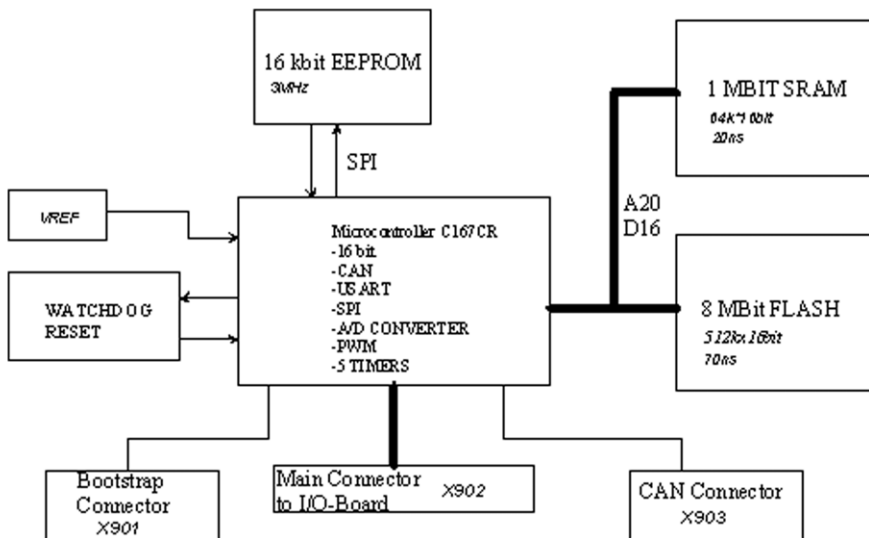 16 kbit EEPROM
3MHz
SPI
1 MBIT SRAM
64k*16bit
20ns
VREF
A20
D16
Microcontroller C167CR
-16 bit
-CAN
-USART
-SPI
-A/D CONVERTER
-PWM
-5 TIMERS
WATCHDOG
RESET
8 MBit FLASH
512kx16bit
70ns
Bootstrap
Connector
X901
Main Connector
to I/O-Board
X902
CAN Connector
X903